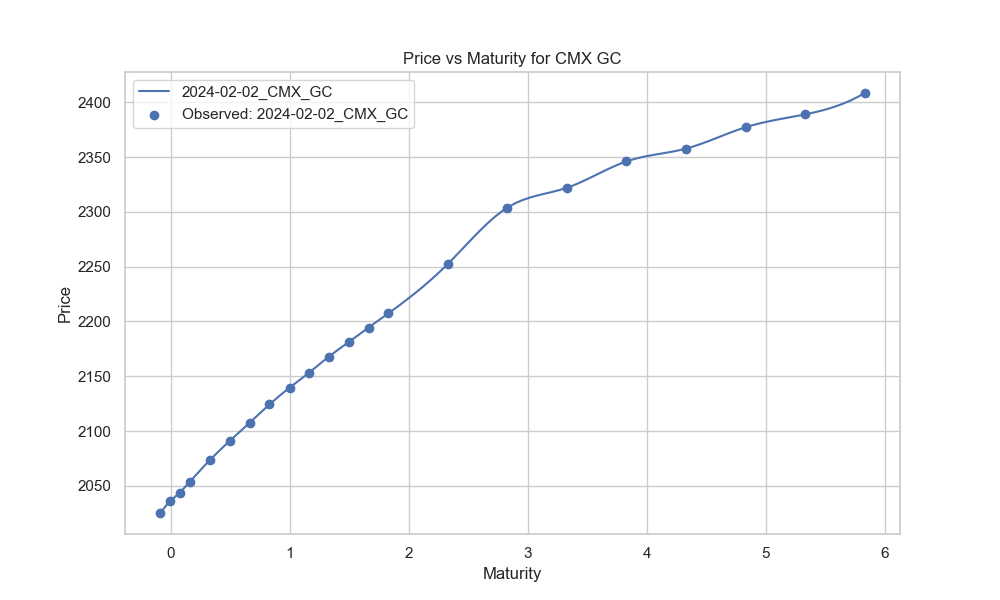 Price vs Maturity for CMX GC
2024-02-02_CMX_GC
Observed: 2024-02-02_CMX_GC
2400
2350
2300
2250
2200
2150
2100
2050
Price
0 1 2 3 4 5 6
Maturity